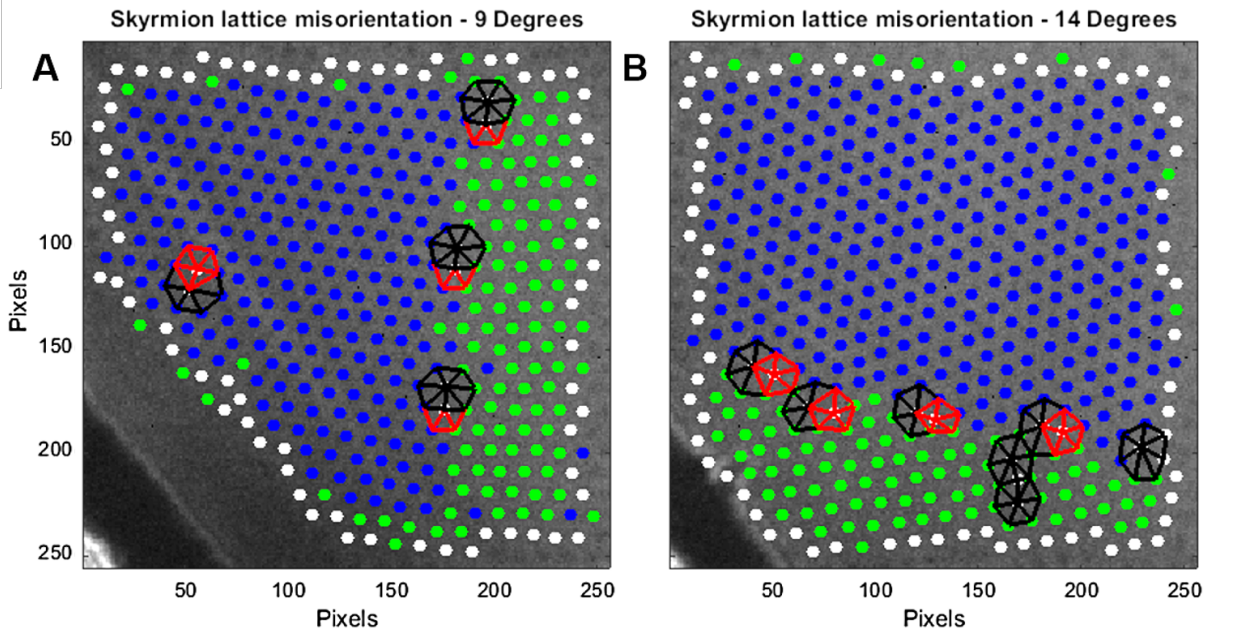 Skyrmion lattice misorientation - 9 Degrees
A
50
100
150
200
250
Pixels
50 100 150 200 250
Pixels
Skyrmion lattice misorientation - 14 Degrees
B
50 100 150 200 250
Pixels